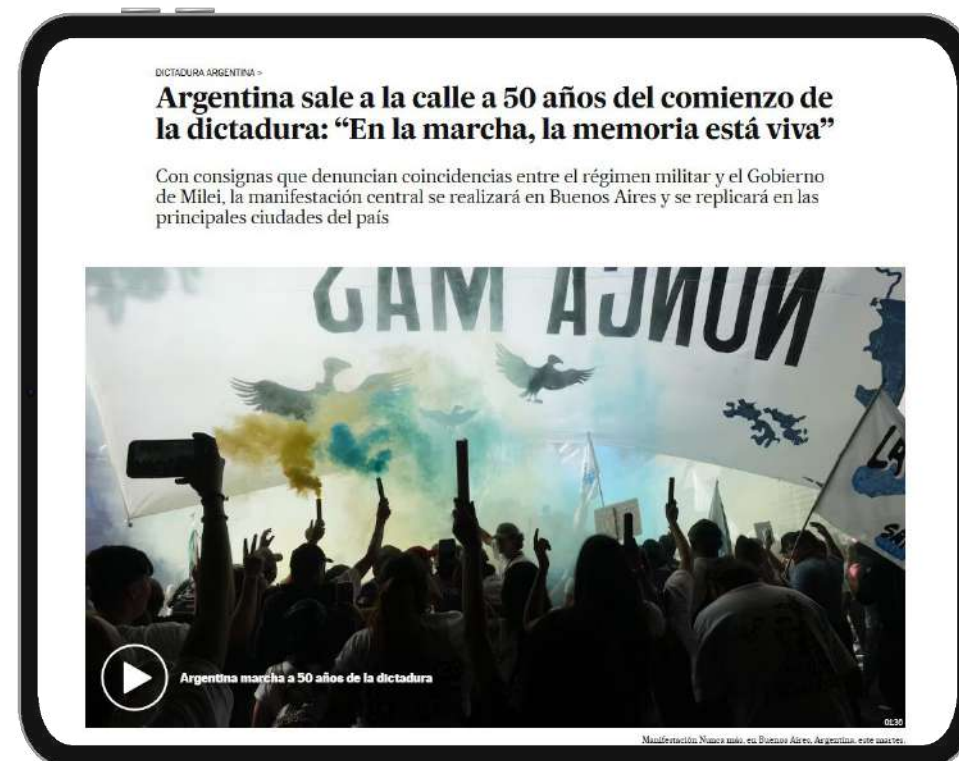 DICTADURA ARGENTINA >
Argentina sale a la calle a 50 años del comienzo de
la dictadura: “En la marcha, la memoria está viva”
Con consignas que denuncian coincidencias entre el régimen militar y el Gobierno
de Milei, la manifestación central se realizará en Buenos Aires y se replicará en las
principales ciudades del país
NUNCA MAS
LA
SAN
Argentina marcha a 50 años de la dictadura
01:30
Manifestación Nunca más, en Buenos Aires, Argentina, este martes.